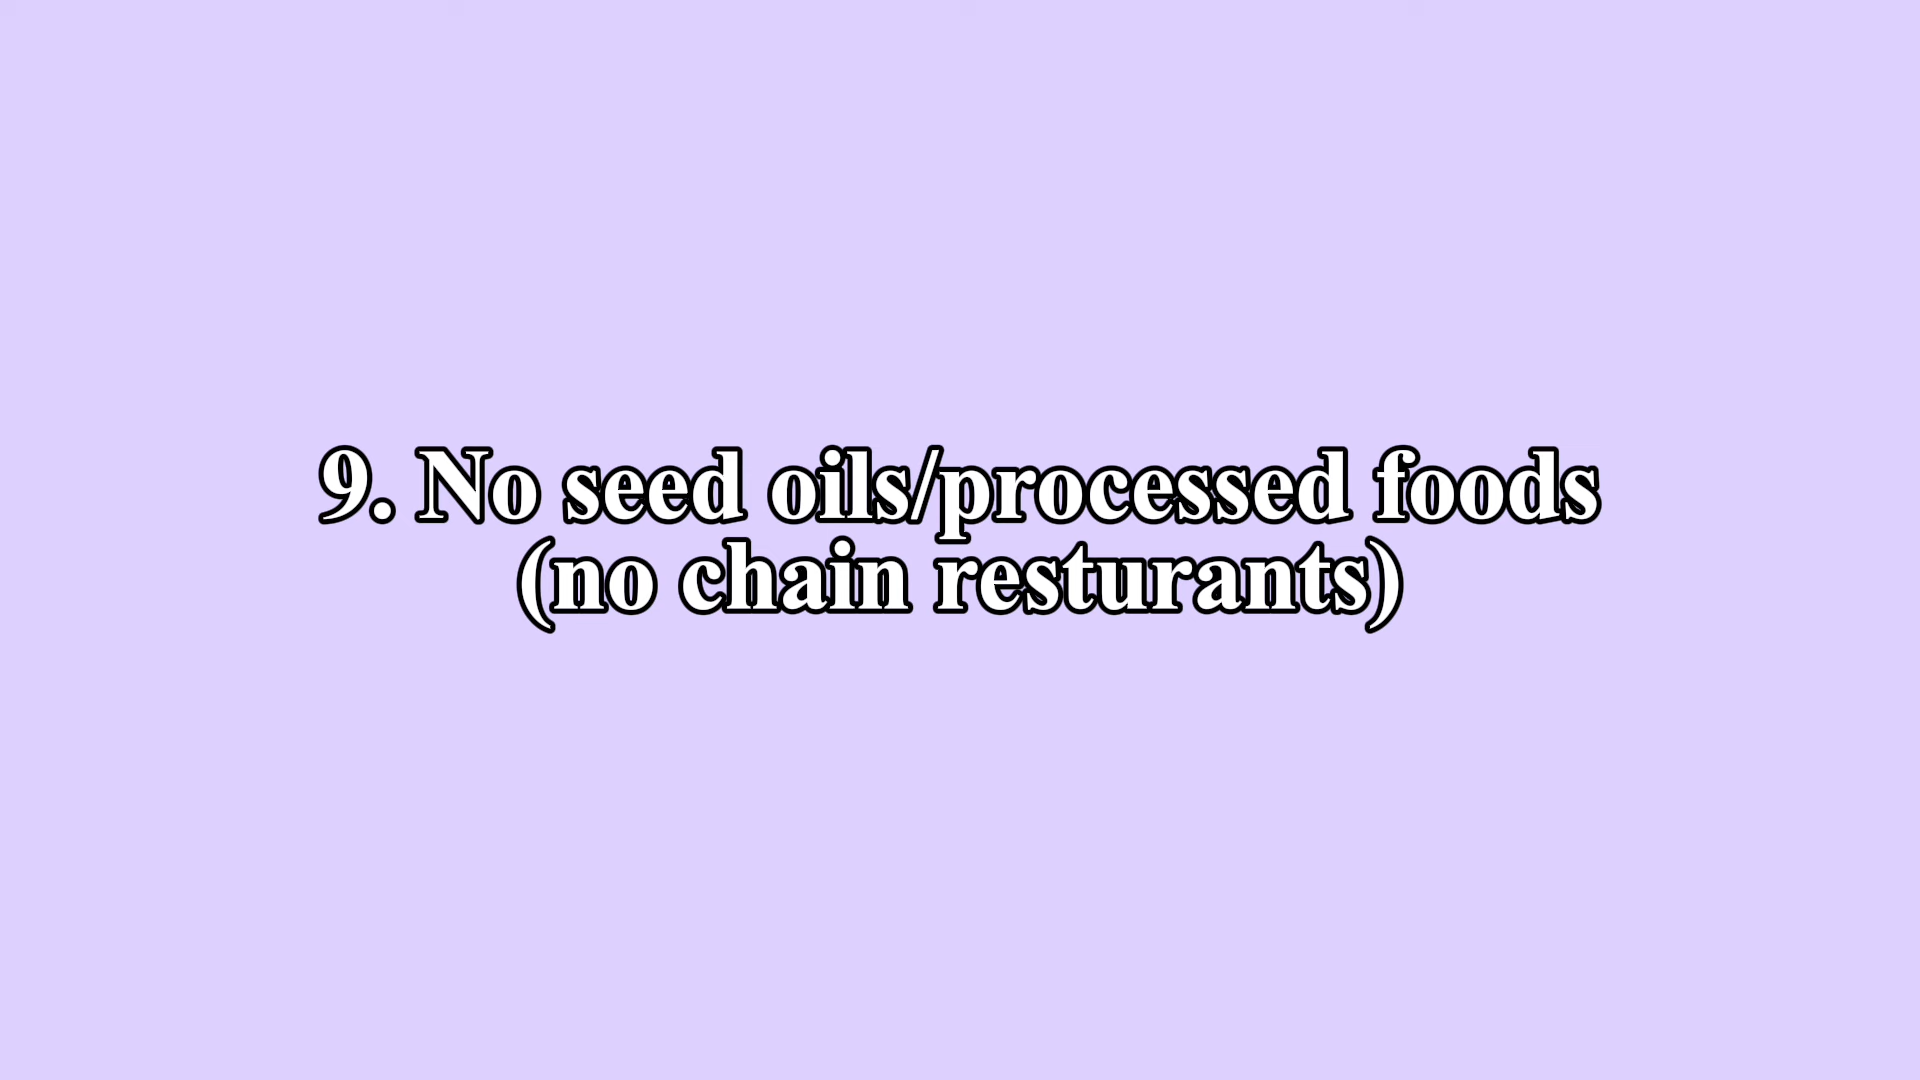 9. No seed oils/processed foods
(no chain resturants)